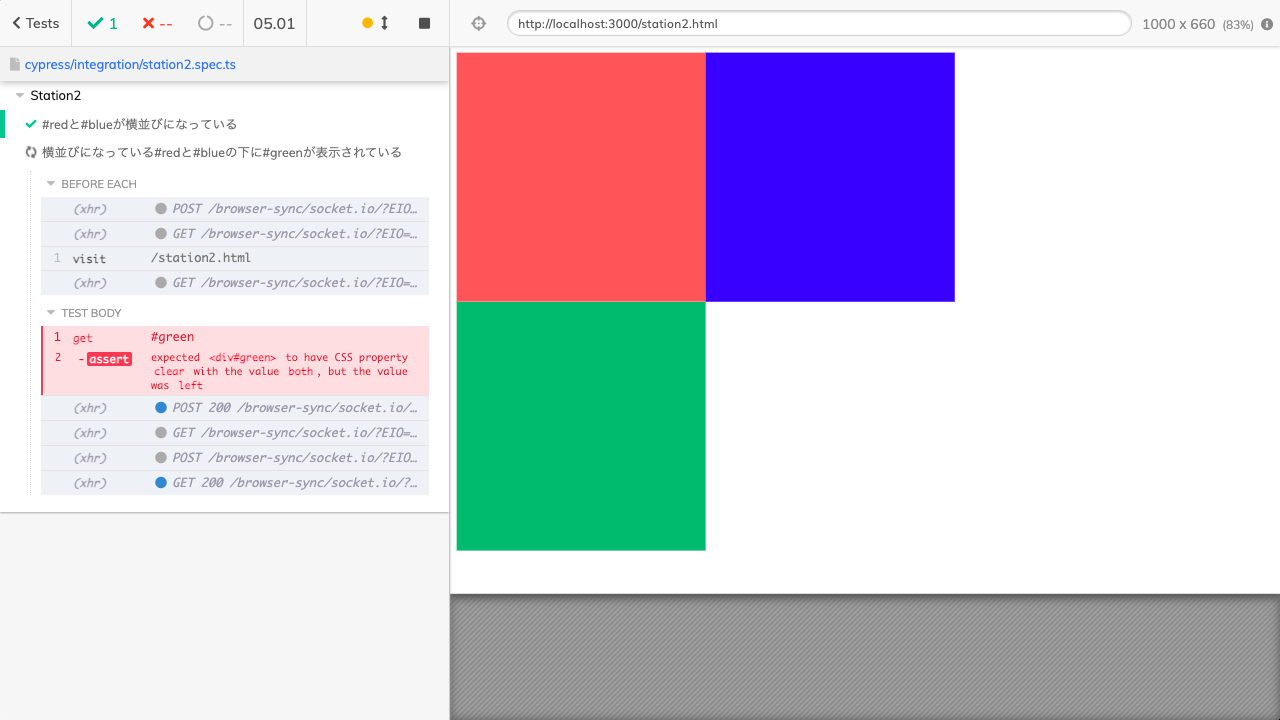 Tests
1
--
--
05.01
http://localhost:3000/station2.html
1000 x 660 (83%)
cypress/integration/station2.spec.ts
Station2
#redと#blueが横並びになっている
横並びになっている#redと#blueの下に#greenが表示されている
BEFORE EACH
(xhr) POST /browser-sync/socket.io/?EIO…
(xhr) GET /browser-sync/socket.io/?EIO=…
1 visit /station2.html
(xhr) GET /browser-sync/socket.io/?EIO=…
TEST BODY
1 get #green
2 -assert expected <div#green> to have CSS property
clear with the value both, but the value
was left
(xhr) POST 200 /browser-sync/socket.io/…
(xhr) GET /browser-sync/socket.io/?EIO=…
(xhr) POST /browser-sync/socket.io/?EIO…
(xhr) GET 200 /browser-sync/socket.io/?…